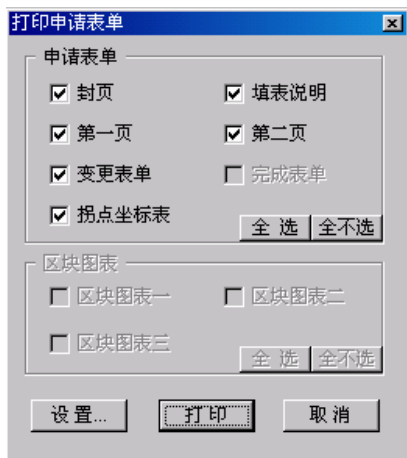 打印申请表单
申请表单
封页 填表说明
第一页 第二页
变更表单 完成表单
拐点坐标表
全 选 全不选
区块图表
区块图表一 区块图表二
区块图表三
全 选 全不选
设 置... 打印 取 消